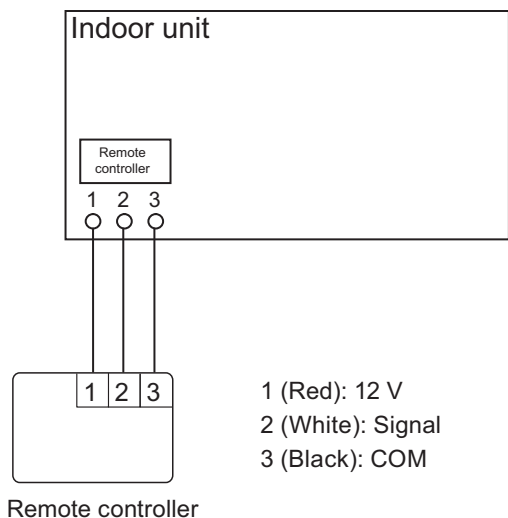 Indoor unit
Remote
controller
1 2 3
1 2 3
1 (Red): 12 V
2 (White): Signal
3 (Black): COM
Remote controller